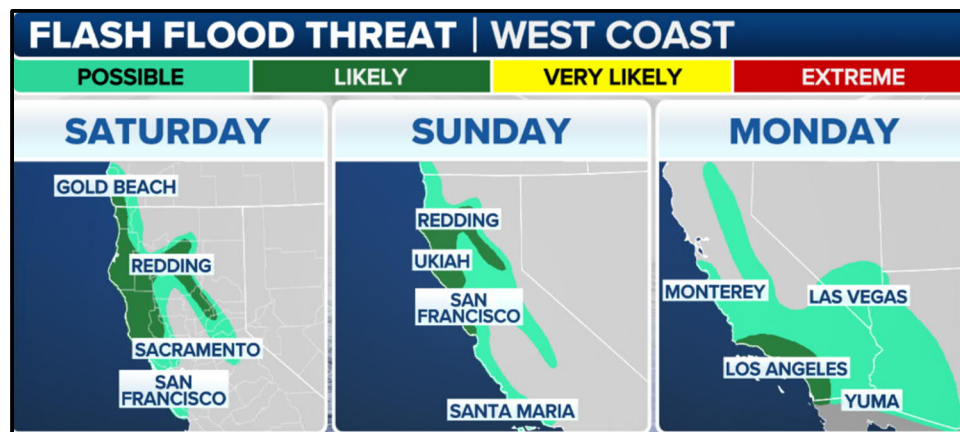 FLASH FLOOD THREAT | WEST COAST
POSSIBLE
LIKELY
VERY LIKELY
EXTREME
SATURDAY
GOLD BEACH
REDDING
SACRAMENTO
SAN
FRANCISCO
SUNDAY
REDDING
UKIAH
SAN
FRANCISCO
SANTA MARIA
MONDAY
MONTEREY
LAS VEGAS
LOS ANGELES
YUMA